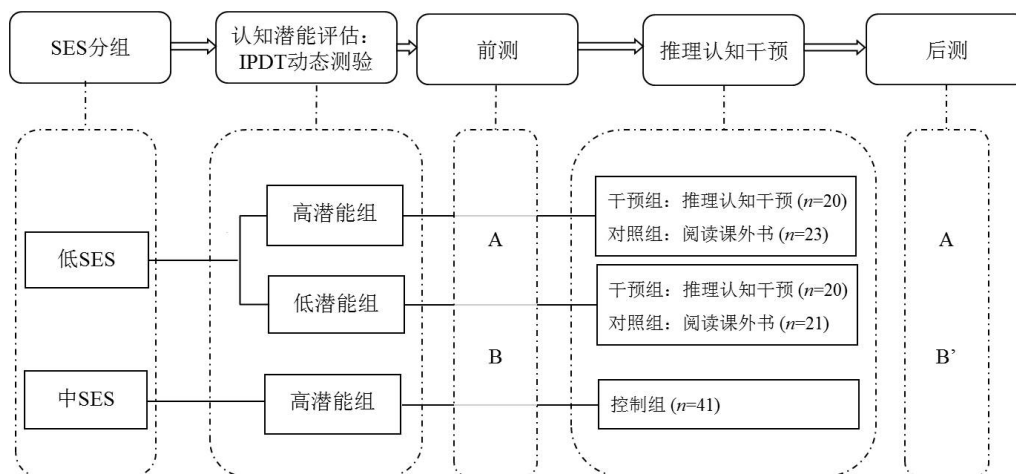 SES分组
认知潜能评估：
IPDT动态测验
前测
推理认知干预
后测
高潜能组
干预组：推理认知干预 (n=20)
对照组：阅读课外书 (n=23)
A
A
低SES
低潜能组
干预组：推理认知干预 (n=20)
对照组：阅读课外书 (n=21)
B
B’
中SES
高潜能组
控制组 (n=41)